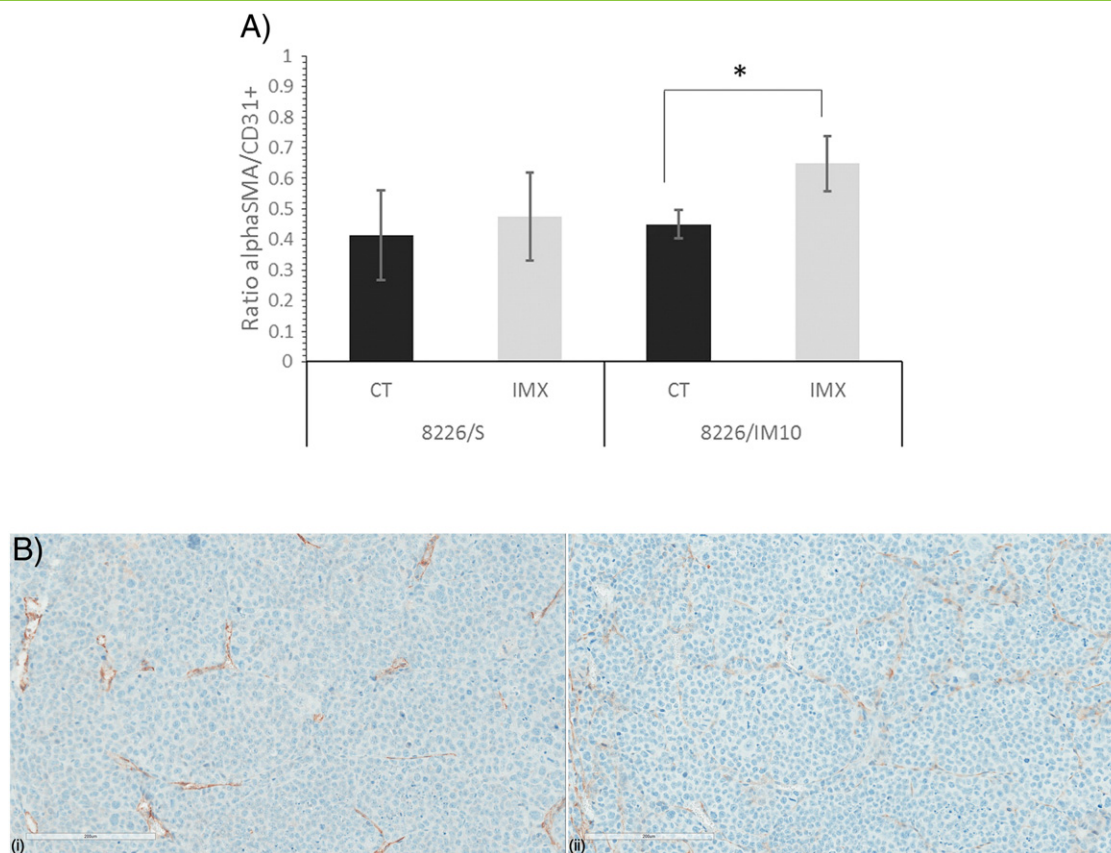 A)
Ratio alphaSMA/CD31+
1
0.9
0.8
0.7
0.6
0.5
0.4
0.3
0.2
0.1
0
*
CT IMX CT IMX
8226/S 8226/IM10
B)
(i) (ii)